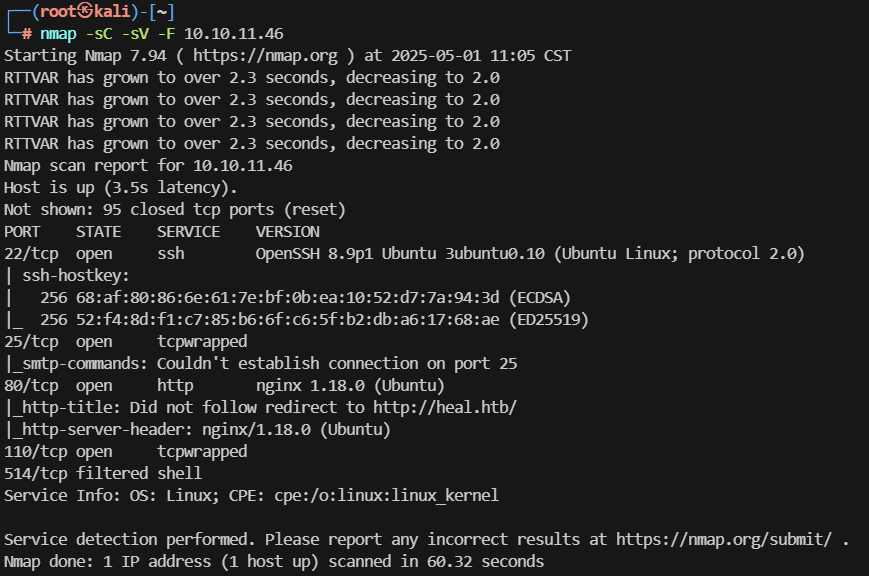 ┌──(root㉿kali)-[~]
└─# nmap -sC -sV -F 10.10.11.46
Starting Nmap 7.94 ( https://nmap.org ) at 2025-05-01 11:05 CST
RTTVAR has grown to over 2.3 seconds, decreasing to 2.0
RTTVAR has grown to over 2.3 seconds, decreasing to 2.0
RTTVAR has grown to over 2.3 seconds, decreasing to 2.0
RTTVAR has grown to over 2.3 seconds, decreasing to 2.0
Nmap scan report for 10.10.11.46
Host is up (3.5s latency).
Not shown: 95 closed tcp ports (reset)
PORT    STATE    SERVICE    VERSION
22/tcp  open     ssh        OpenSSH 8.9p1 Ubuntu 3ubuntu0.10 (Ubuntu Linux; protocol 2.0)
| ssh-hostkey:
|   256 68:af:80:86:6e:61:7e:bf:0b:ea:10:52:d7:7a:94:3d (ECDSA)
|_  256 52:f4:8d:f1:c7:85:b6:6f:c6:5f:b2:db:a6:17:68:ae (ED25519)
25/tcp  open     tcpwrapped
|_smtp-commands: Couldn't establish connection on port 25
80/tcp  open     http       nginx 1.18.0 (Ubuntu)
|_http-title: Did not follow redirect to http://heal.htb/
|_http-server-header: nginx/1.18.0 (Ubuntu)
110/tcp open     tcpwrapped
514/tcp filtered shell
Service Info: OS: Linux; CPE: cpe:/o:linux:linux_kernel

Service detection performed. Please report any incorrect results at https://nmap.org/submit/ .
Nmap done: 1 IP address (1 host up) scanned in 60.32 seconds